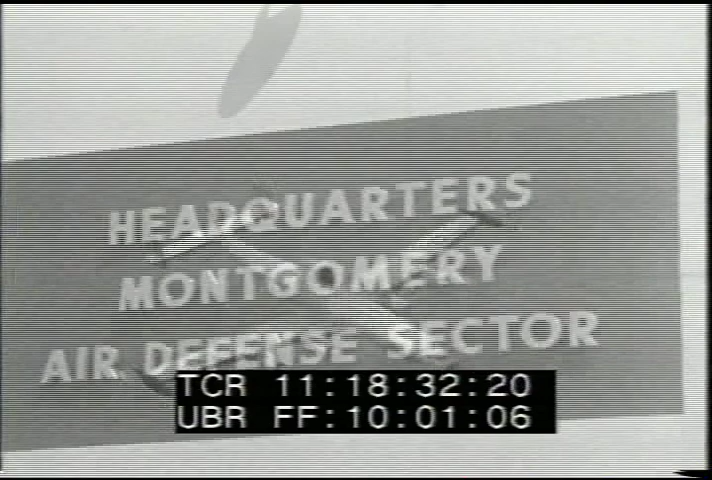 HEADQUARTERS
MONTGOMERY
AIR DEFENSE SECTOR
TCR 11:18:32:20
UBR FF:10:01:06